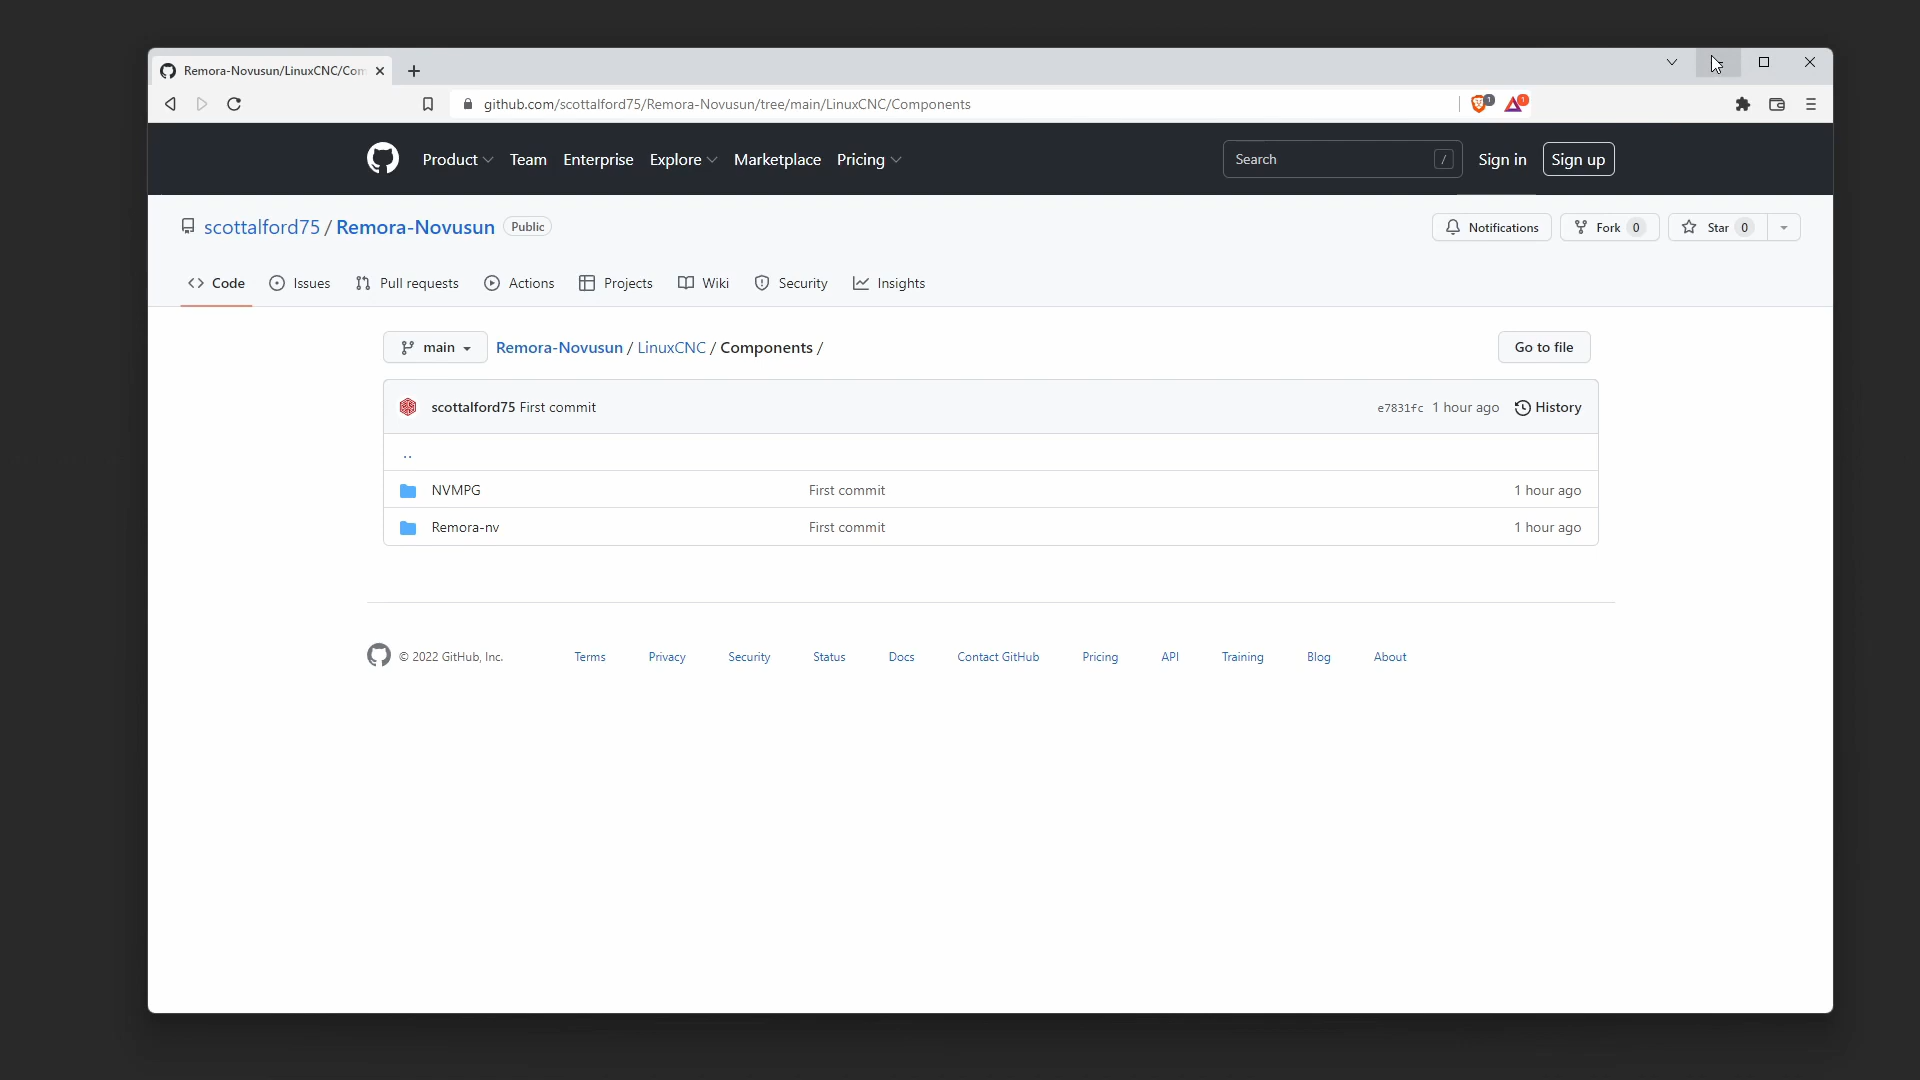 Remora-Novusun/LinuxCNC/Com
github.com/scottalford75/Remora-Novusun/tree/main/LinuxCNC/Components
1
1
Product Team Enterprise Explore Marketplace Pricing
Search /
Sign in
Sign up
scottalford75 / Remora-Novusun Public
Notifications
Fork 0
Star 0
Code Issues Pull requests Actions Projects Wiki Security Insights
main
Remora-Novusun / LinuxCNC / Components /
Go to file
scottalford75 First commit e7831fc 1 hour ago History
..
NVMPG First commit 1 hour ago
Remora-nv First commit 1 hour ago
© 2022 GitHub, Inc. Terms Privacy Security Status Docs Contact GitHub Pricing API Training Blog About